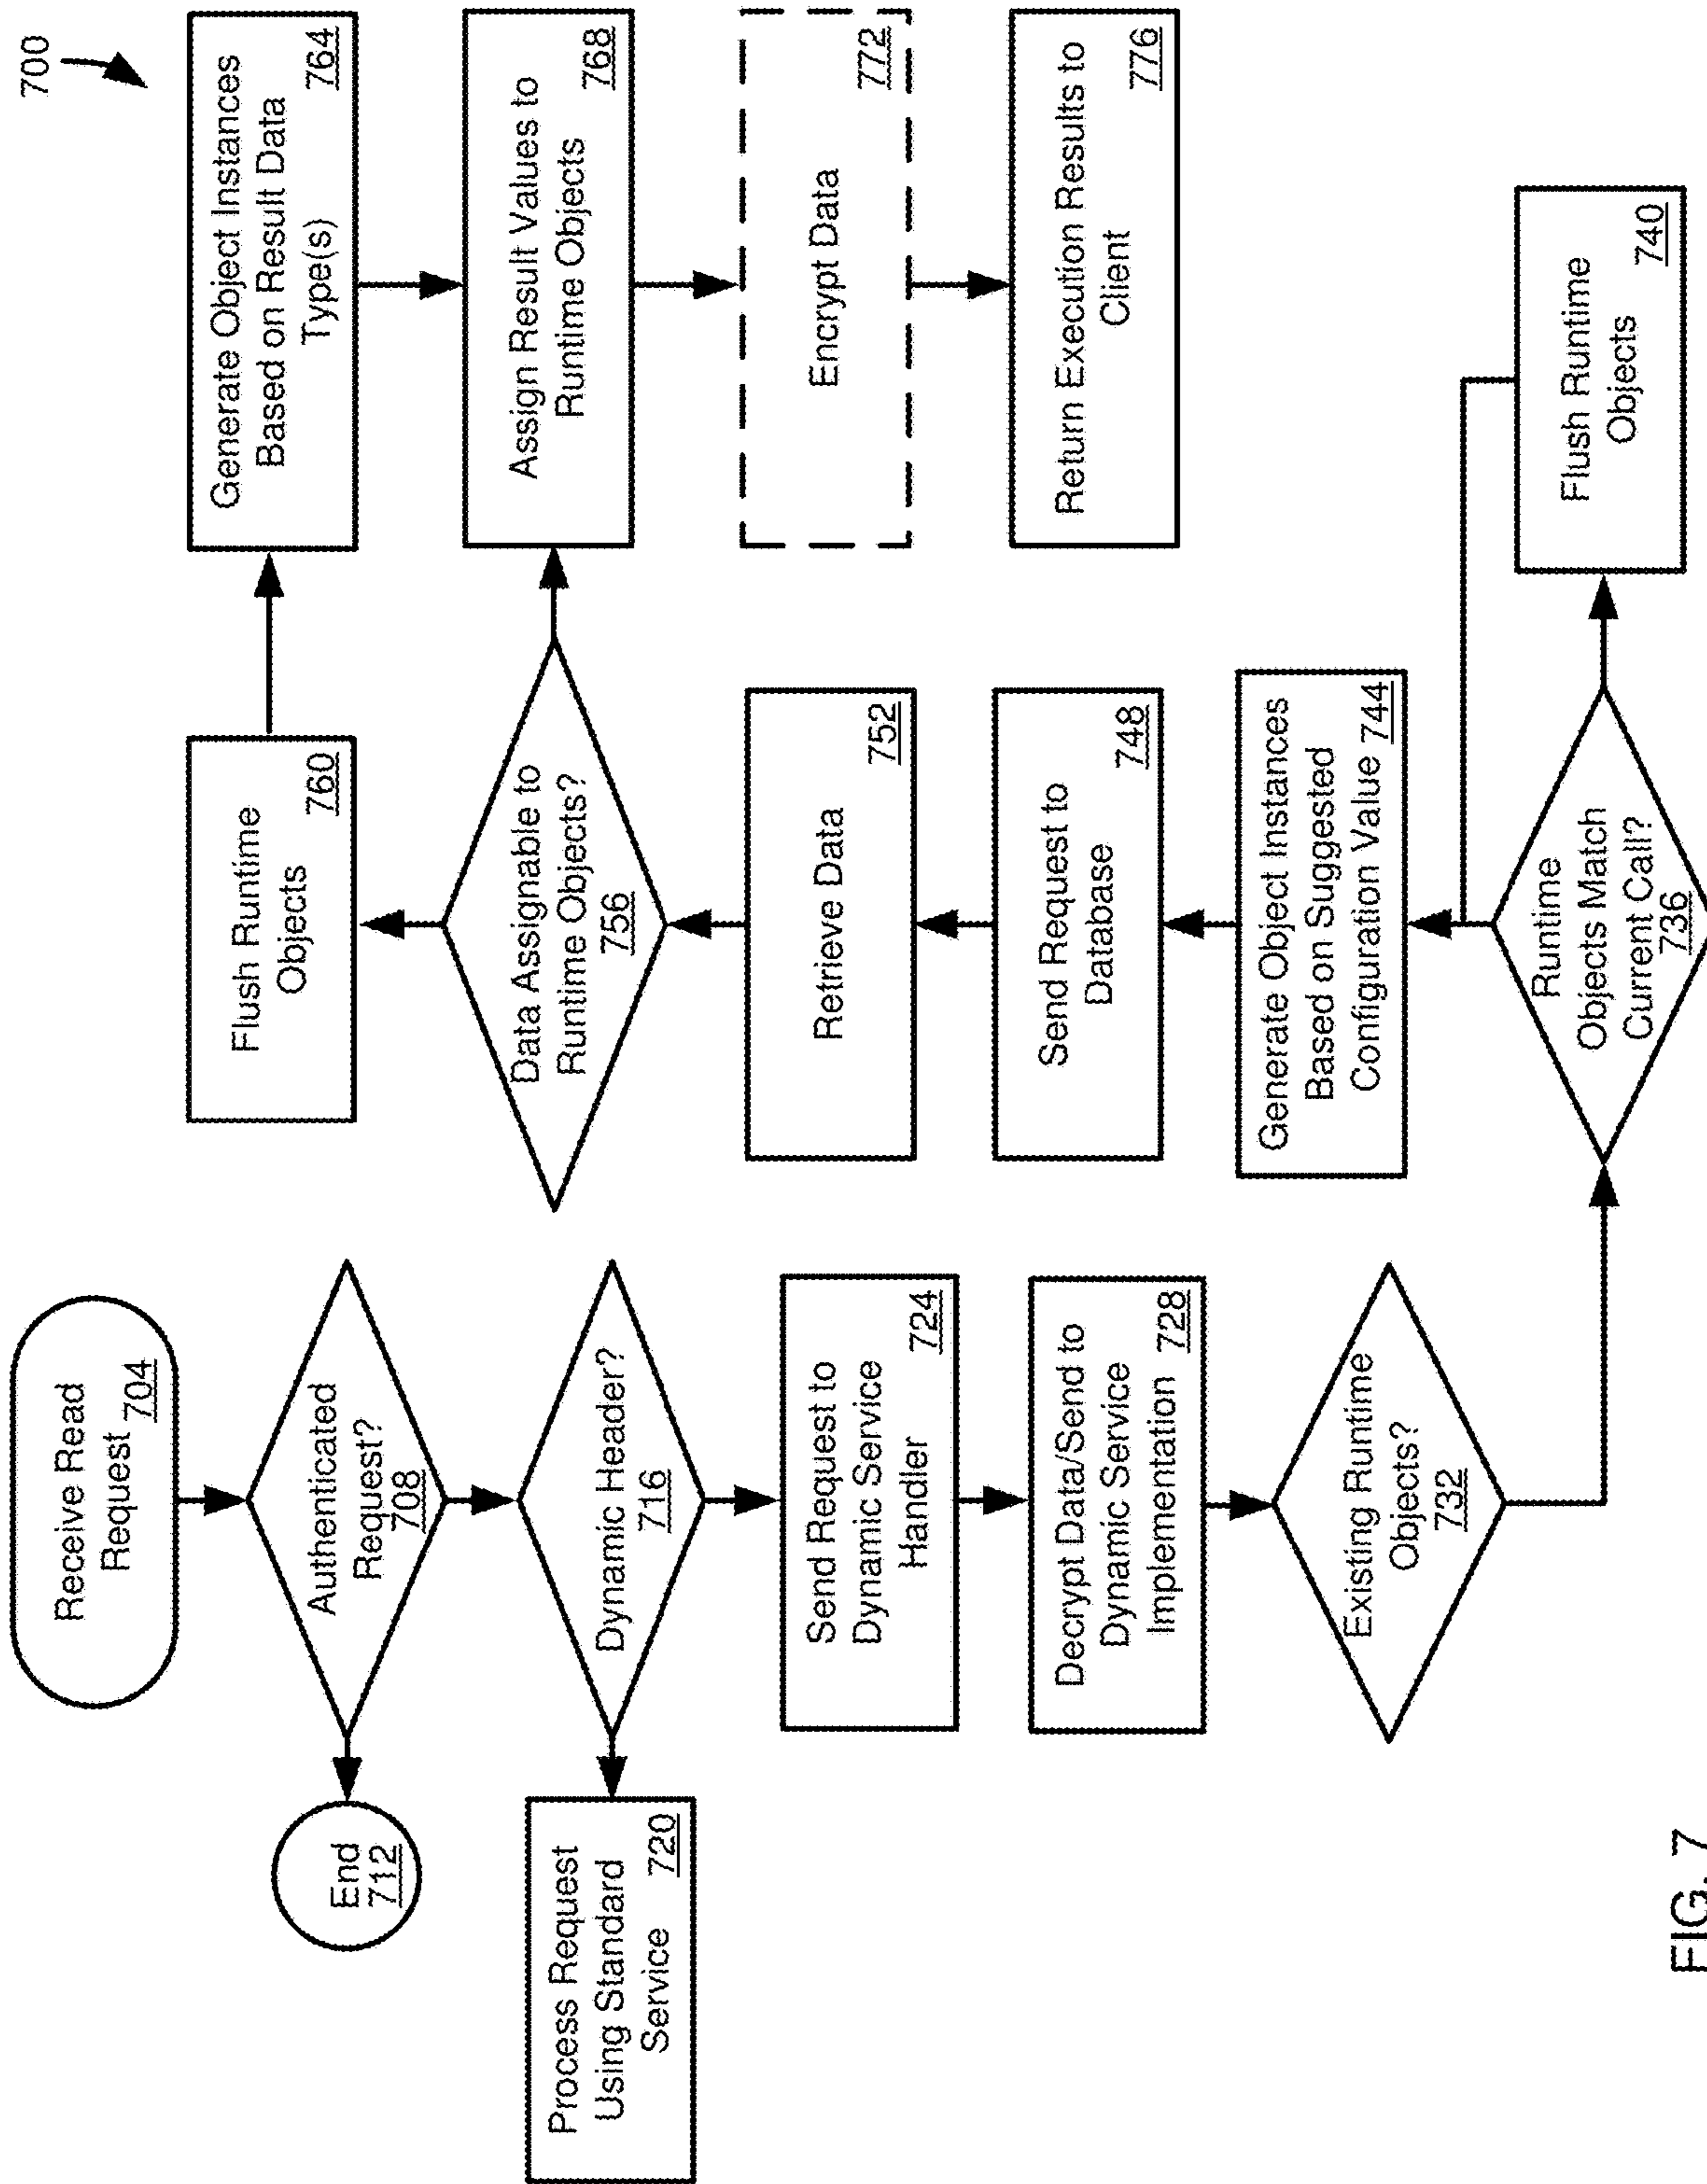 700
Receive Read
Request 704
Authenticated
Request?
708
End
712
Dynamic Header?
716
Process Request
Using Standard
Service 720
Send Request to
Dynamic Service
Handler 724
Decrypt Data/Send to
Dynamic Service
Implementation 728
Existing Runtime
Objects?
732
Runtime
Objects Match
Current Call?
736
Flush Runtime
Objects
740
Generate Object Instances
Based on Suggested
Configuration Value 744
Send Request to
Database
748
Retrieve Data
752
Data Assignable to
Runtime Objects?
756
Flush Runtime
Objects
760
Generate Object Instances
Based on Result Data
Type(s)
764
Assign Result Values to
Runtime Objects
768
Encrypt Data
772
Return Execution Results to
Client
776
FIG. 7